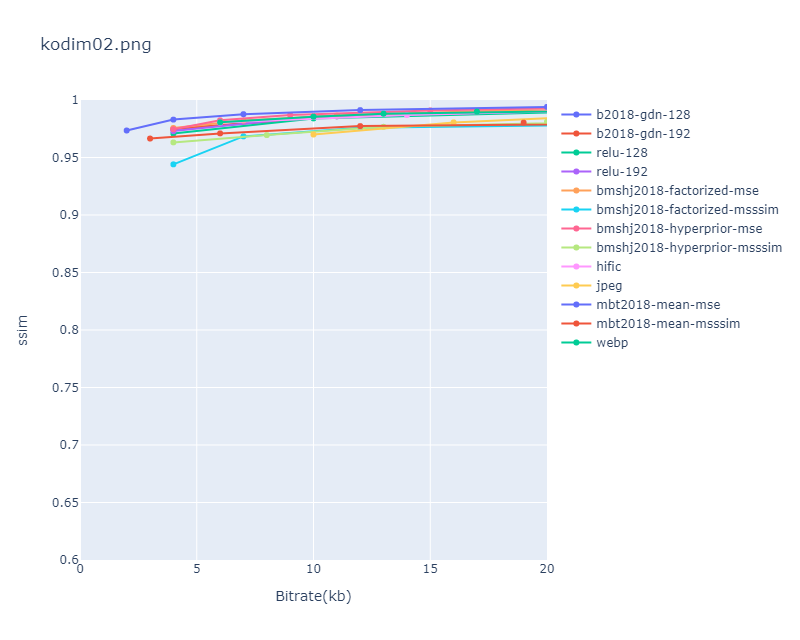 kodim02.png
1
0.95
0.9
0.85
0.8
0.75
0.7
0.65
0.6
ssim
0
5
10
15
20
Bitrate(kb)
b2018-gdn-128
b2018-gdn-192
relu-128
relu-192
bmshj2018-factorized-mse
bmshj2018-factorized-msssim
bmshj2018-hyperprior-mse
bmshj2018-hyperprior-msssim
hific
jpeg
mbt2018-mean-mse
mbt2018-mean-msssim
webp